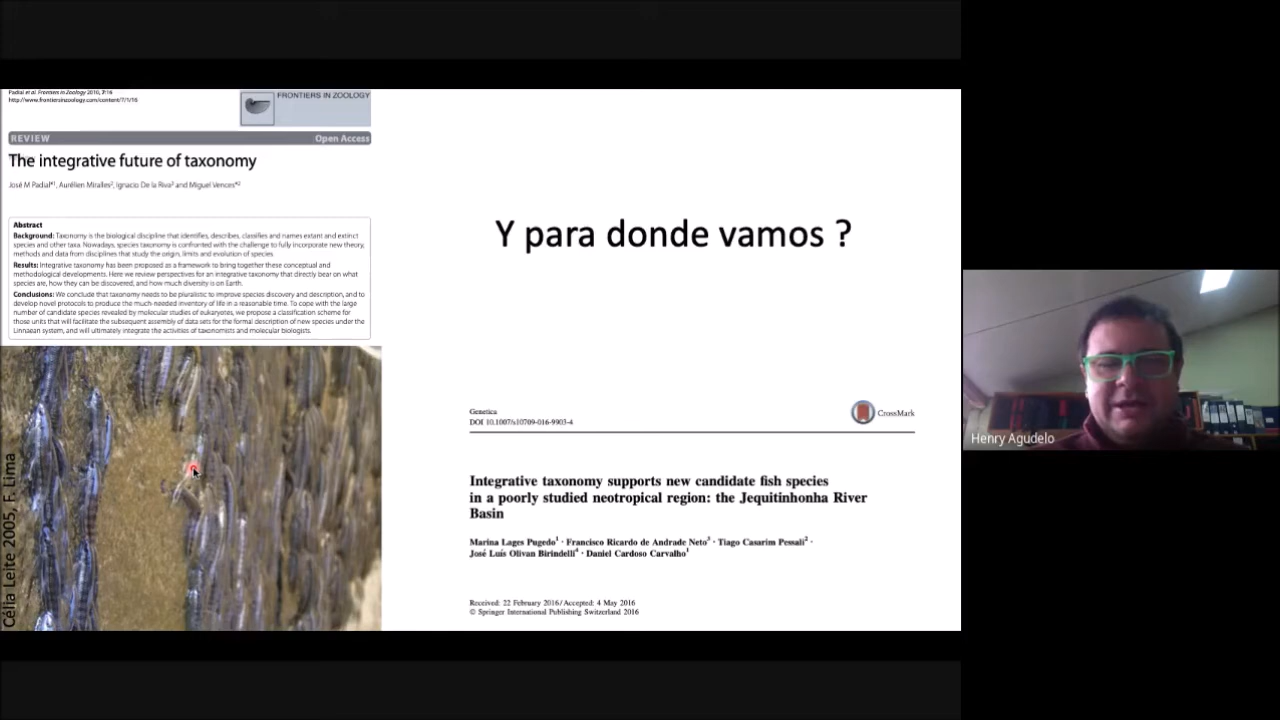 Padial et al. Frontiers in Zoology 2010, 7:16
http://www.frontiersinzoology.com/content/7/1/16
FRONTIERS IN ZOOLOGY
REVIEW
Open Access
The integrative future of taxonomy
José M Padial*1, Aurélien Miralles2, Ignacio De la Riva3 and Miguel Vences*2
Abstract
Background: Taxonomy is the biological discipline that identifies, describes, classifies and names extant and extinct
species and other taxa. Nowadays, species taxonomy is confronted with the challenge to fully incorporate new theory,
methods and data from disciplines that study the origin, limits and evolution of species.
Results: Integrative taxonomy has been proposed as a framework to bring together these conceptual and
methodological developments. Here we review perspectives for an integrative taxonomy that directly bear on what
species are, how they can be discovered, and how much diversity is on Earth.
Conclusions: We conclude that taxonomy needs to be pluralistic to improve species discovery and description, and to
develop novel protocols to produce the much-needed inventory of life in a reasonable time. To cope with the large
number of candidate species revealed by molecular studies of eukaryotes, we propose a classification scheme for
those units that will facilitate the subsequent assembly of data sets for the formal description of new species under the
Linnaean system, and will ultimately integrate the activities of taxonomists and molecular biologists.
Célia Leite 2005, F. Lima
Y para donde vamos ?
Genetica
DOI 10.1007/s10709-016-9903-4
CrossMark
Integrative taxonomy supports new candidate fish species
in a poorly studied neotropical region: the Jequitinhonha River
Basin
Marina Lages Pugedo1 · Francisco Ricardo de Andrade Neto3 · Tiago Casarim Pessali2 ·
José Luís Olivan Birindelli4 · Daniel Cardoso Carvalho1
Received: 22 February 2016 / Accepted: 4 May 2016
© Springer International Publishing Switzerland 2016
Henry Agudelo